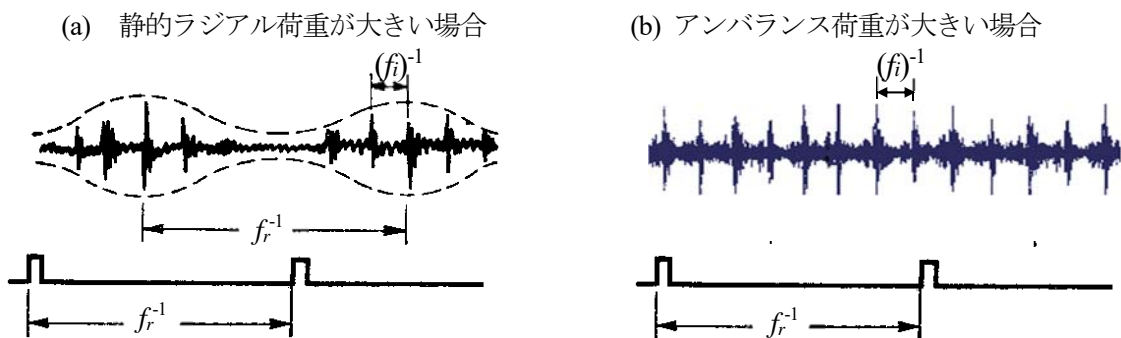 (a) 静的ラジアル荷重が大きい場合
(b) アンバランス荷重が大きい場合
(fi)-1
(fi)-1
fr-1
fr-1
fr-1